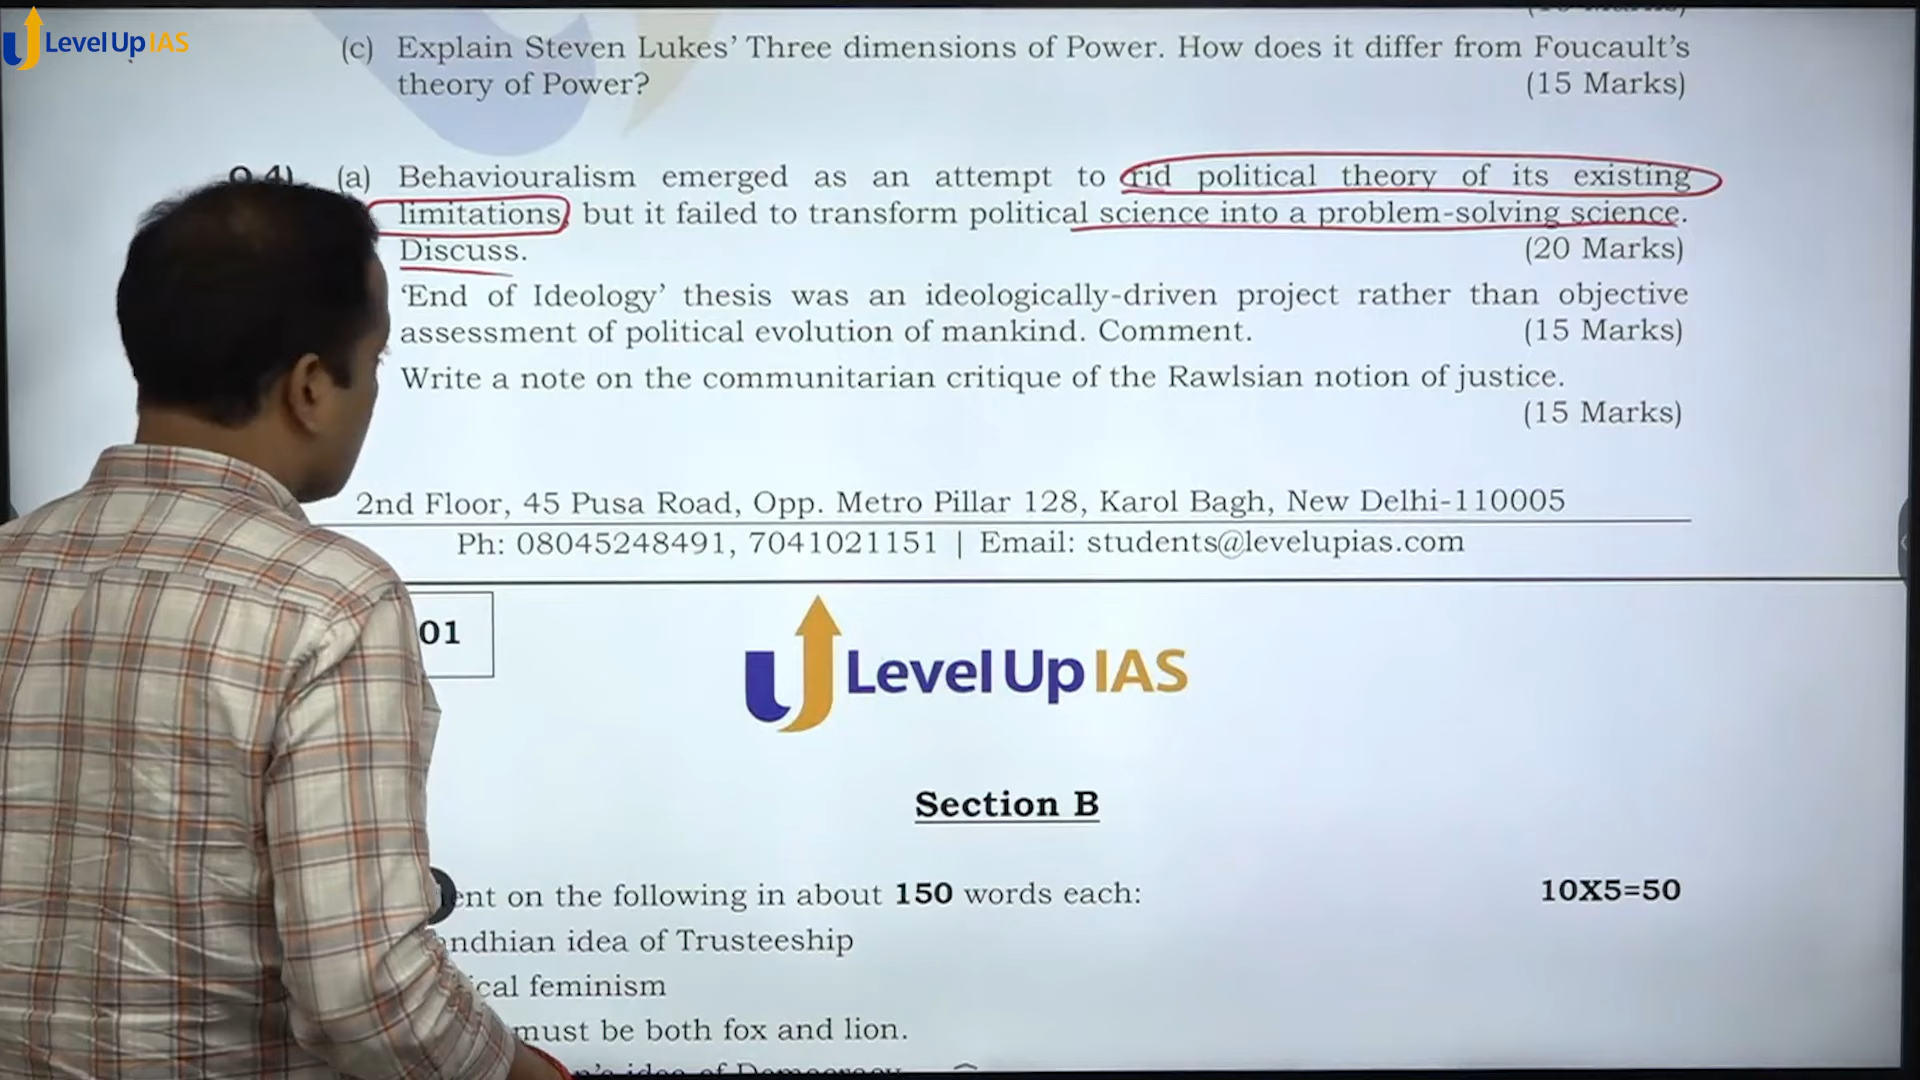 Level Up IAS
(c) Explain Steven Lukes' Three dimensions of Power. How does it differ from Foucault's
theory of Power? (15 Marks)
(a) Behaviouralism emerged as an attempt to rid political theory of its existing
limitations, but it failed to transform political science into a problem-solving science.
Discuss. (20 Marks)
'End of Ideology' thesis was an ideologically-driven project rather than objective
assessment of political evolution of mankind. Comment. (15 Marks)
Write a note on the communitarian critique of the Rawlsian notion of justice.
(15 Marks)
2nd Floor, 45 Pusa Road, Opp. Metro Pillar 128, Karol Bagh, New Delhi-110005
Ph: 08045248491, 7041021151 | Email: students@levelupias.com
01
Level Up IAS
Section B
on the following in about 150 words each: 10X5=50
idea of Trusteeship
feminism
must be both fox and lion.
idea of Democracy